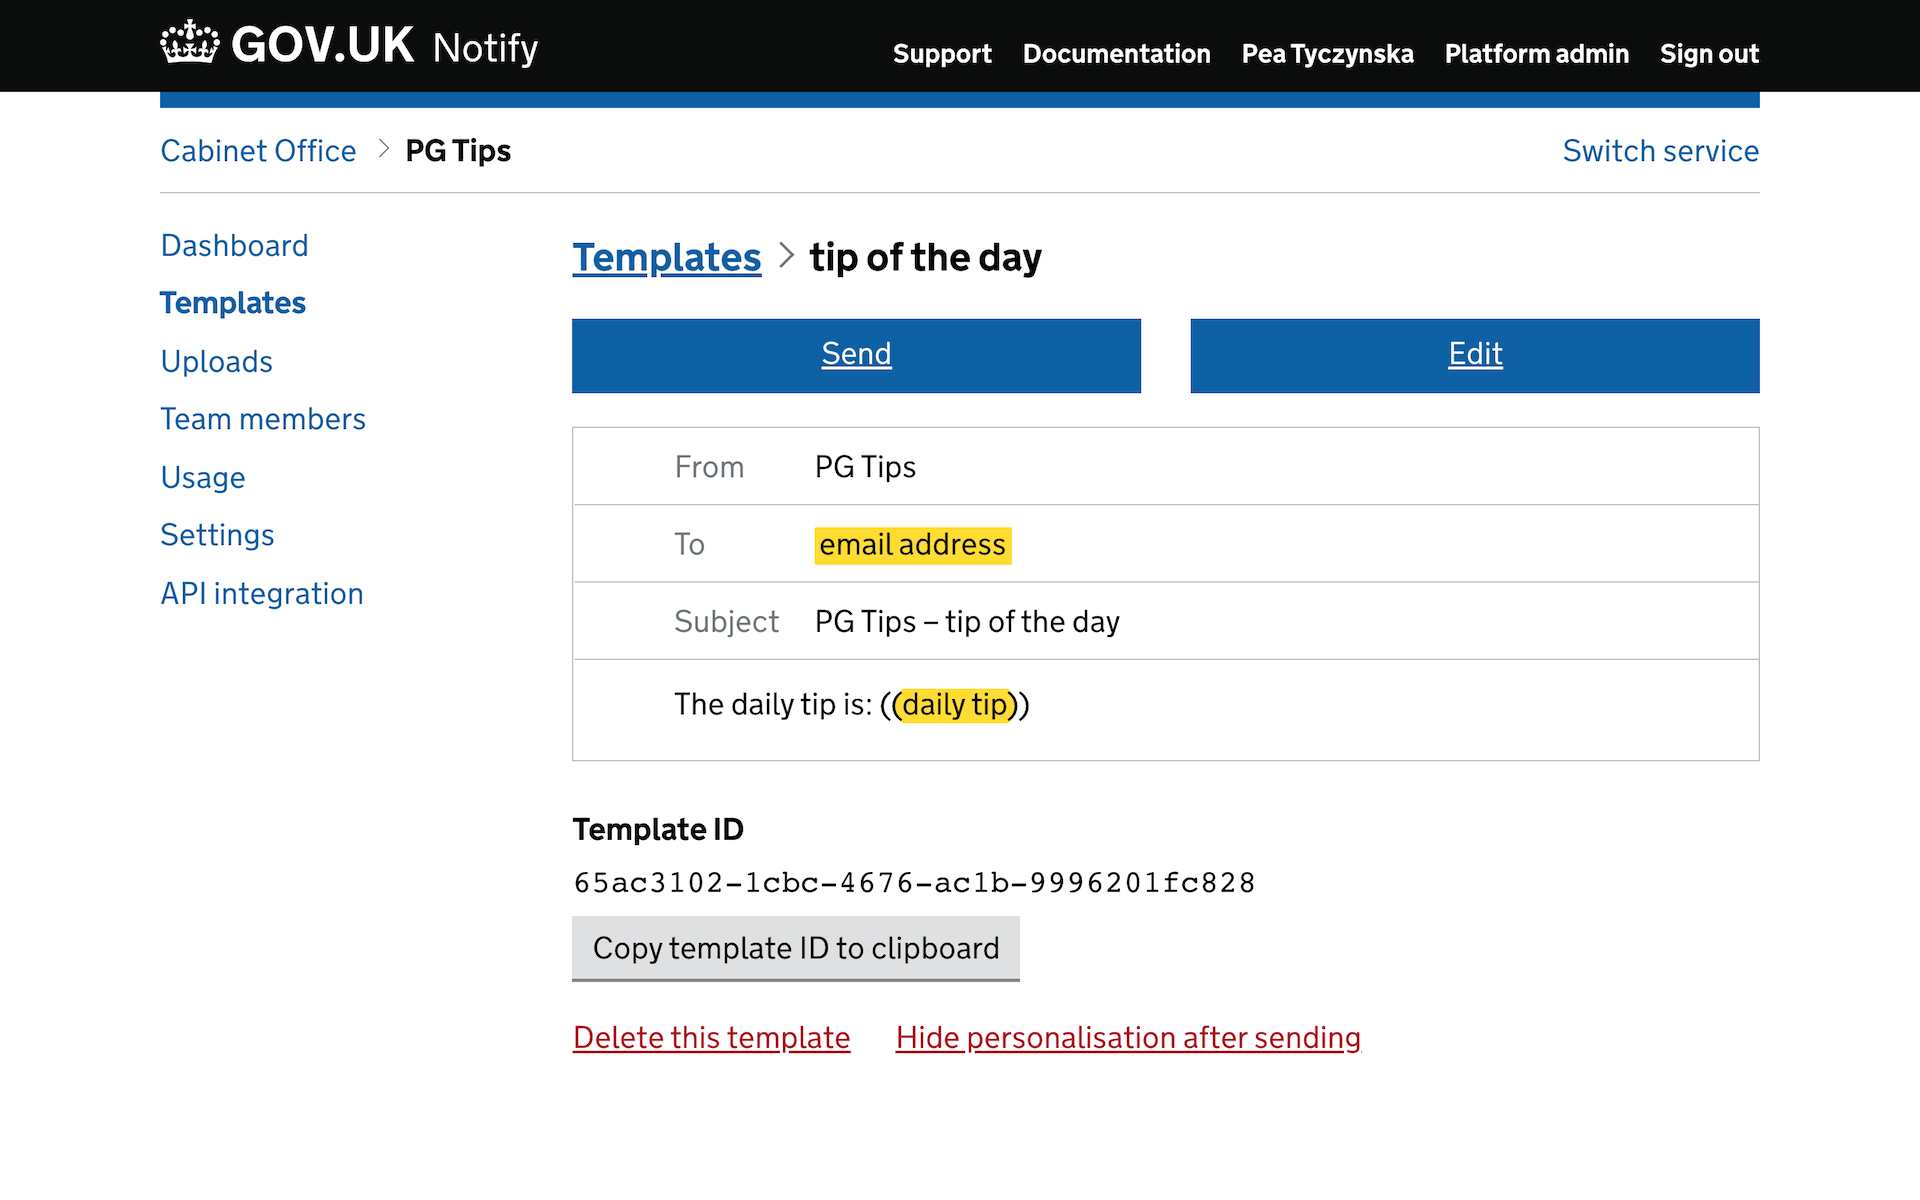 GOV.UK Notify
Support Documentation Pea Tyczynska Platform admin Sign out
Cabinet Office > PG Tips
Switch service
Dashboard
Templates
Uploads
Team members
Usage
Settings
API integration
Templates > tip of the day
Send
Edit
From PG Tips
To email address
Subject PG Tips – tip of the day
The daily tip is: ((daily tip))
Template ID
65ac3102-1cbc-4676-ac1b-9996201fc828
Copy template ID to clipboard
Delete this template Hide personalisation after sending